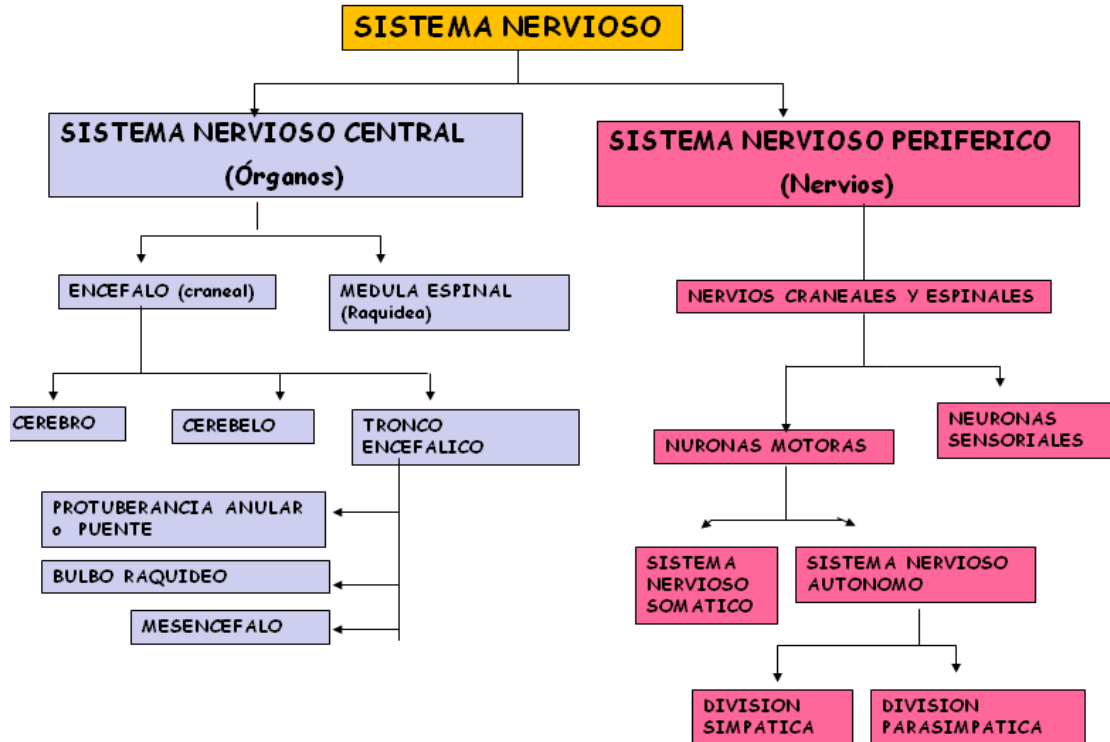 SISTEMA NERVIOSO
SISTEMA NERVIOSO CENTRAL
(Órganos)
SISTEMA NERVIOSO PERIFERICO
(Nervios)
ENCEFALO (craneal)
MEDULA ESPINAL
(Raquidea)
NERVIOS CRANEALES Y ESPINALES
CEREBRO
CEREBELO
TRONCO
ENCEFALICO
NURONAS MOTORAS
NEURONAS
SENSORIALES
PROTUBERANCIA ANULAR
o PUENTE
BULBO RAQUIDEO
MESENCEFALO
SISTEMA
NERVIOSO
SOMATICO
SISTEMA NERVIOSO
AUTONOMO
DIVISION
SIMPATICA
DIVISION
PARASIMPATICA